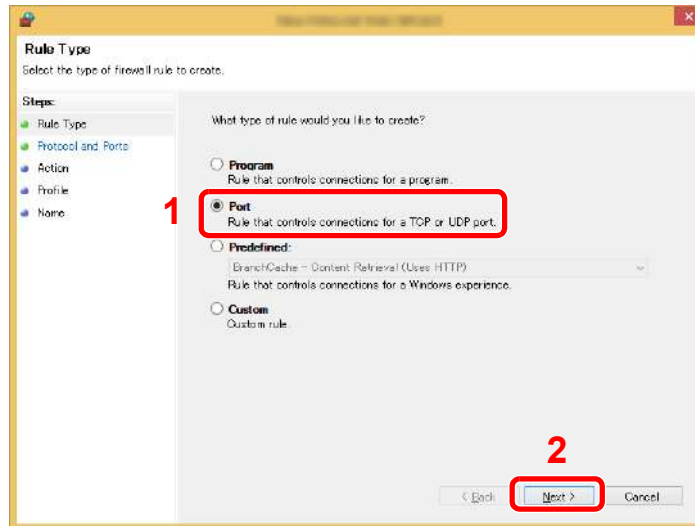 Rule Type
Select the type of firewall rule to create.
Steps:
Rule Type
Protocol and Ports
Action
Profile
Name
What type of rule would you like to create?
Program
Rule that controls connections for a program.
1
Port
Rule that controls connections for a TCP or UDP port.
Predefined:
BranchCache - Content Retrieval (Uses HTTP)
Rule that controls connections for a Windows experience.
Custom
Custom rule.
2
< Back
Next >
Cancel